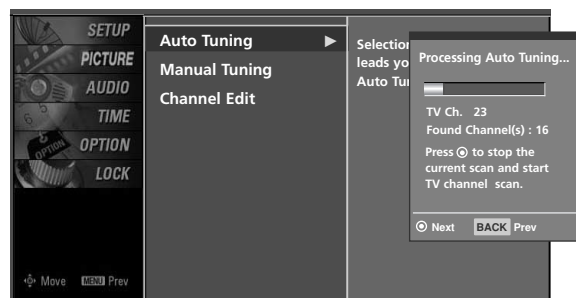 SETUP
PICTURE
AUDIO
TIME
OPTION
LOCK
Move MENU Prev
Auto Tuning ▶
Manual Tuning
Channel Edit
Selection
leads yo
Auto Tu
Processing Auto Tuning...
TV Ch. 23
Found Channel(s) : 16
Press ⊙ to stop the
current scan and start
TV channel scan.
⊙ Next BACK Prev